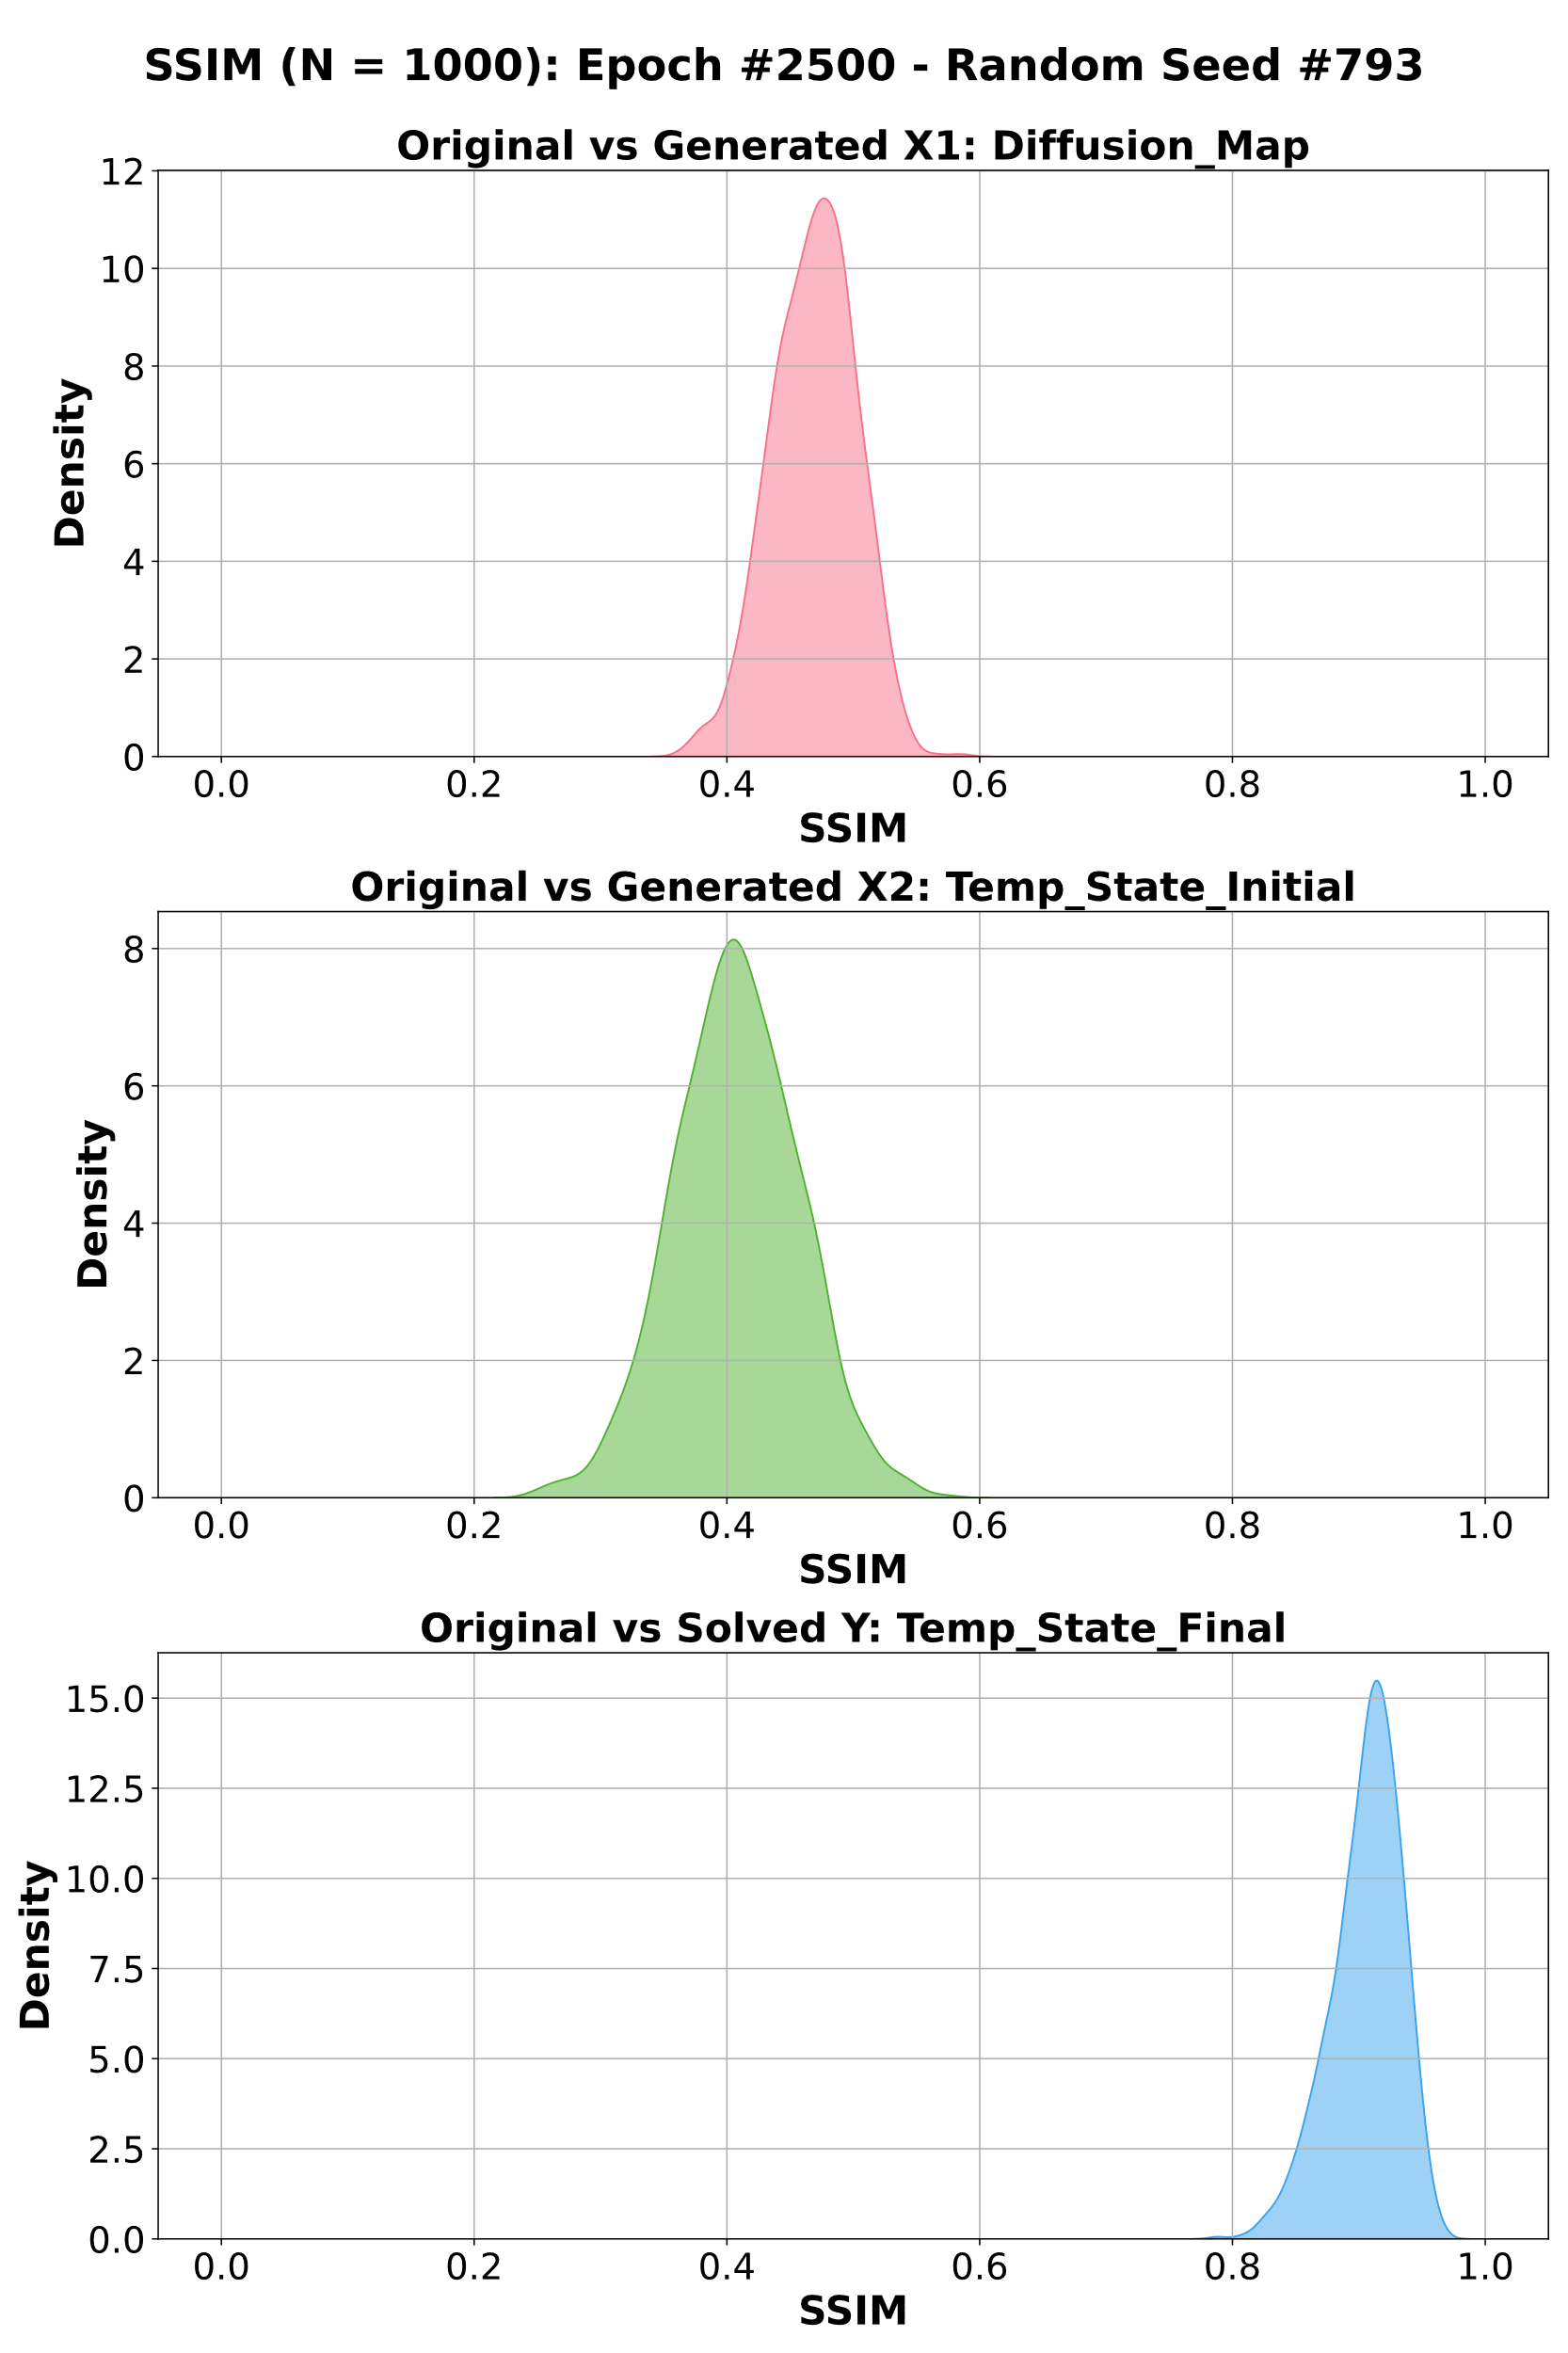 SSIM (N = 1000): Epoch #2500 - Random Seed #793
Original vs Generated X1: Diffusion_Map
12
10
8
6
4
2
0
Density
0.0 0.2 0.4 0.6 0.8 1.0
SSIM
Original vs Generated X2: Temp_State_Initial
8
6
4
2
0
Density
0.0 0.2 0.4 0.6 0.8 1.0
SSIM
Original vs Solved Y: Temp_State_Final
15.0
12.5
10.0
7.5
5.0
2.5
0.0
Density
0.0 0.2 0.4 0.6 0.8 1.0
SSIM